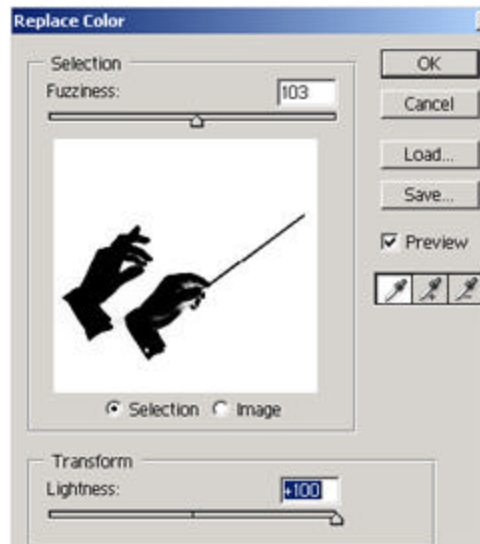 Replace Color
Selection
Fuzziness: 103
OK
Cancel
Load...
Save...
Preview
Selection Image
Transform
Lightness: +100